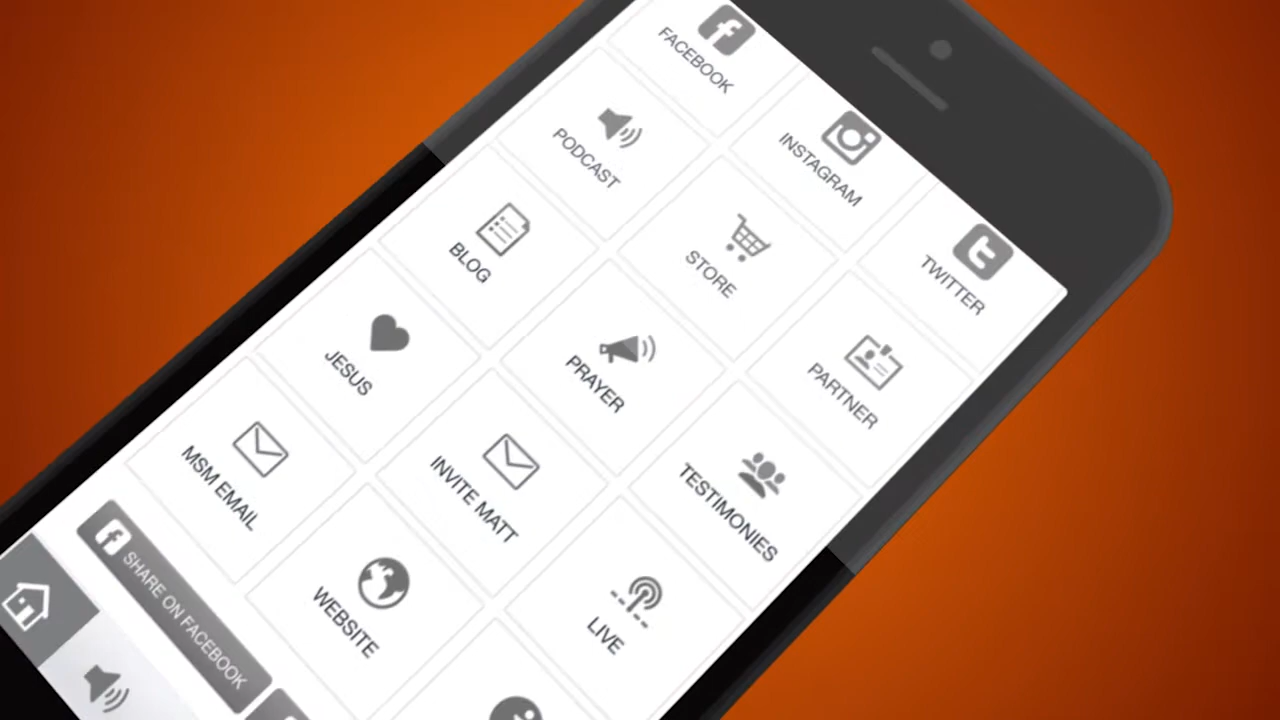 FACEBOOK
INSTAGRAM
TWITTER
PODCAST
STORE
PARTNER
BLOG
PRAYER
TESTIMONIES
JESUS
INVITE MATT
LIVE
MSM EMAIL
WEBSITE
SHARE ON FACEBOOK